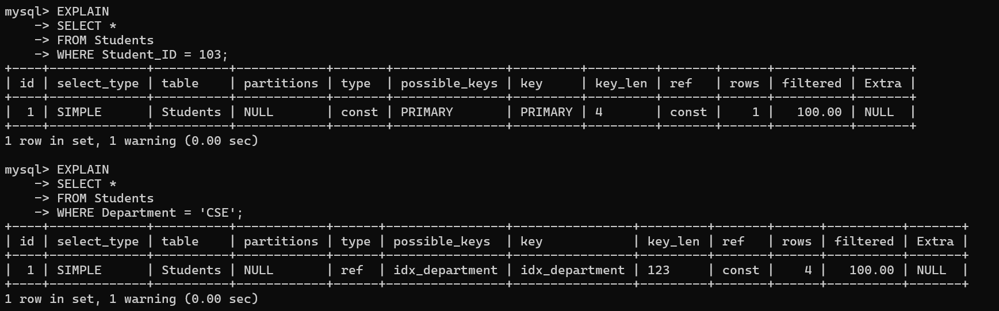 mysql> EXPLAIN
    -> SELECT *
    -> FROM Students
    -> WHERE Student_ID = 103;
+----+-------------+----------+------------+-------+---------------+---------+---------+-------+------+----------+-------+
| id | select_type | table    | partitions | type  | possible_keys | key     | key_len | ref   | rows | filtered | Extra |
+----+-------------+----------+------------+-------+---------------+---------+---------+-------+------+----------+-------+
|  1 | SIMPLE      | Students | NULL       | const | PRIMARY       | PRIMARY | 4       | const |    1 |   100.00 | NULL  |
+----+-------------+----------+------------+-------+---------------+---------+---------+-------+------+----------+-------+
1 row in set, 1 warning (0.00 sec)

mysql> EXPLAIN
    -> SELECT *
    -> FROM Students
    -> WHERE Department = 'CSE';
+----+-------------+----------+------------+------+----------------+----------------+---------+-------+------+----------+-------+
| id | select_type | table    | partitions | type | possible_keys  | key            | key_len | ref   | rows | filtered | Extra |
+----+-------------+----------+------------+------+----------------+----------------+---------+-------+------+----------+-------+
|  1 | SIMPLE      | Students | NULL       | ref  | idx_department | idx_department | 123     | const |    4 |   100.00 | NULL  |
+----+-------------+----------+------------+------+----------------+----------------+---------+-------+------+----------+-------+
1 row in set, 1 warning (0.00 sec)